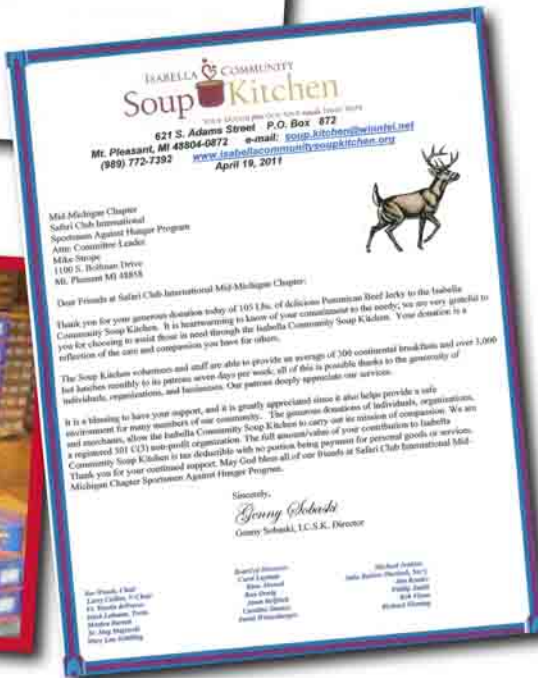 ISABELLA COMMUNITY
Soup Kitchen
621 S. Adams Street P.O. Box 872
Mt. Pleasant, MI 48804-0872 e-mail: soup.kitchen@winntel.net
(989) 772-7392 www.isabellacommunitysoupkitchen.org
April 19, 2011
Mid-Michigan Chapter
Safari Club International
Sportsmen Against Hunger Program
Attn: Committee Leader
Mike Strope
1100 S. Drive
Mt. Pleasant MI 48858
Dear Friends at Safari Club International Mid-Michigan Chapter:
Thank you for your generous donation today of 105 Lbs. of delicious Beef Jerky to the Isabella
Community Soup Kitchen. It is heartwarming to know of your commitment to the needy; we are very grateful to
you for choosing to assist those in need through the Isabella Community Soup Kitchen. Your donation is a
reflection of the care and compassion you have for others.
The Soup Kitchen volunteers and staff are able to provide an average of 300 continental breakfasts and over 3,000
hot lunches monthly to its patrons seven days per week; all of this is possible thanks to the generosity of
individuals, organizations, and businesses. Our patrons deeply appreciate our services.
It is a blessing to have your support, and it is greatly appreciated since it also helps provide a safe
environment for many members of our community. The generous donations of individuals, organizations,
and merchants, allow the Isabella Community Soup Kitchen to carry out its mission of compassion. We are
a registered 501 C(3) non-profit organization. The full amount/value of your contribution to Isabella
Community Soup Kitchen is tax deductible with no portion being payment for personal goods or services.
Thank you for your continued support. May God bless all of our friends at Safari Club International Mid-
Michigan Chapter Sportsmen Against Hunger Program.
Sincerely,
Genny Sobaski
Genny Sobaski, I.C.S.K. Director